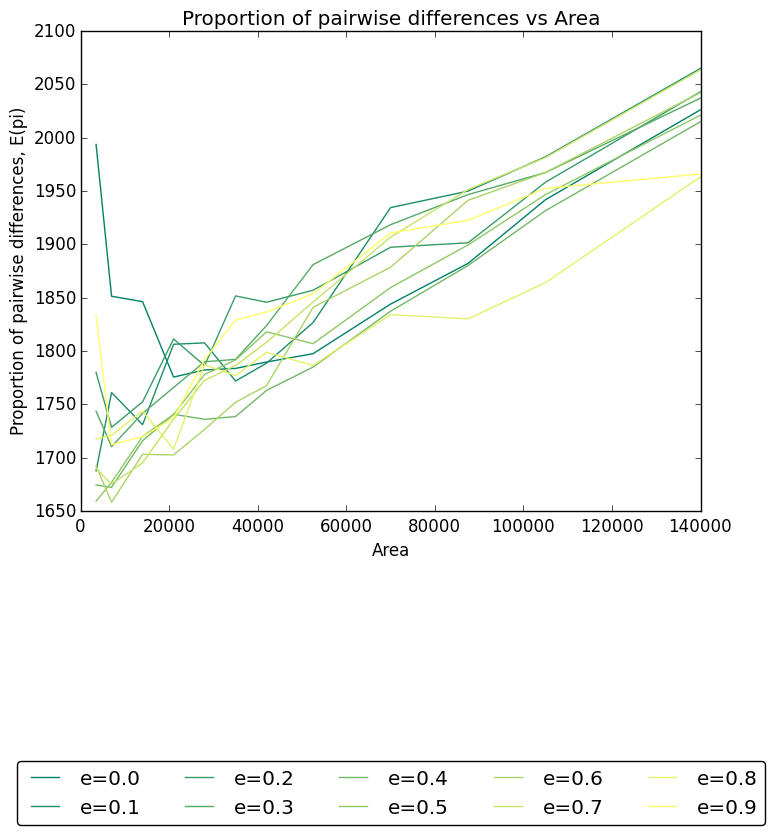 Proportion of pairwise differences vs Area
Proportion of pairwise differences, E(pi)
2100
2050
2000
1950
1900
1850
1800
1750
1700
1650
0 20000 40000 60000 80000 100000 120000 140000
Area
e=0.0 e=0.2 e=0.4 e=0.6 e=0.8
e=0.1 e=0.3 e=0.5 e=0.7 e=0.9